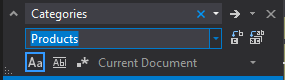 Categories
Products
Aa Ab Current Document